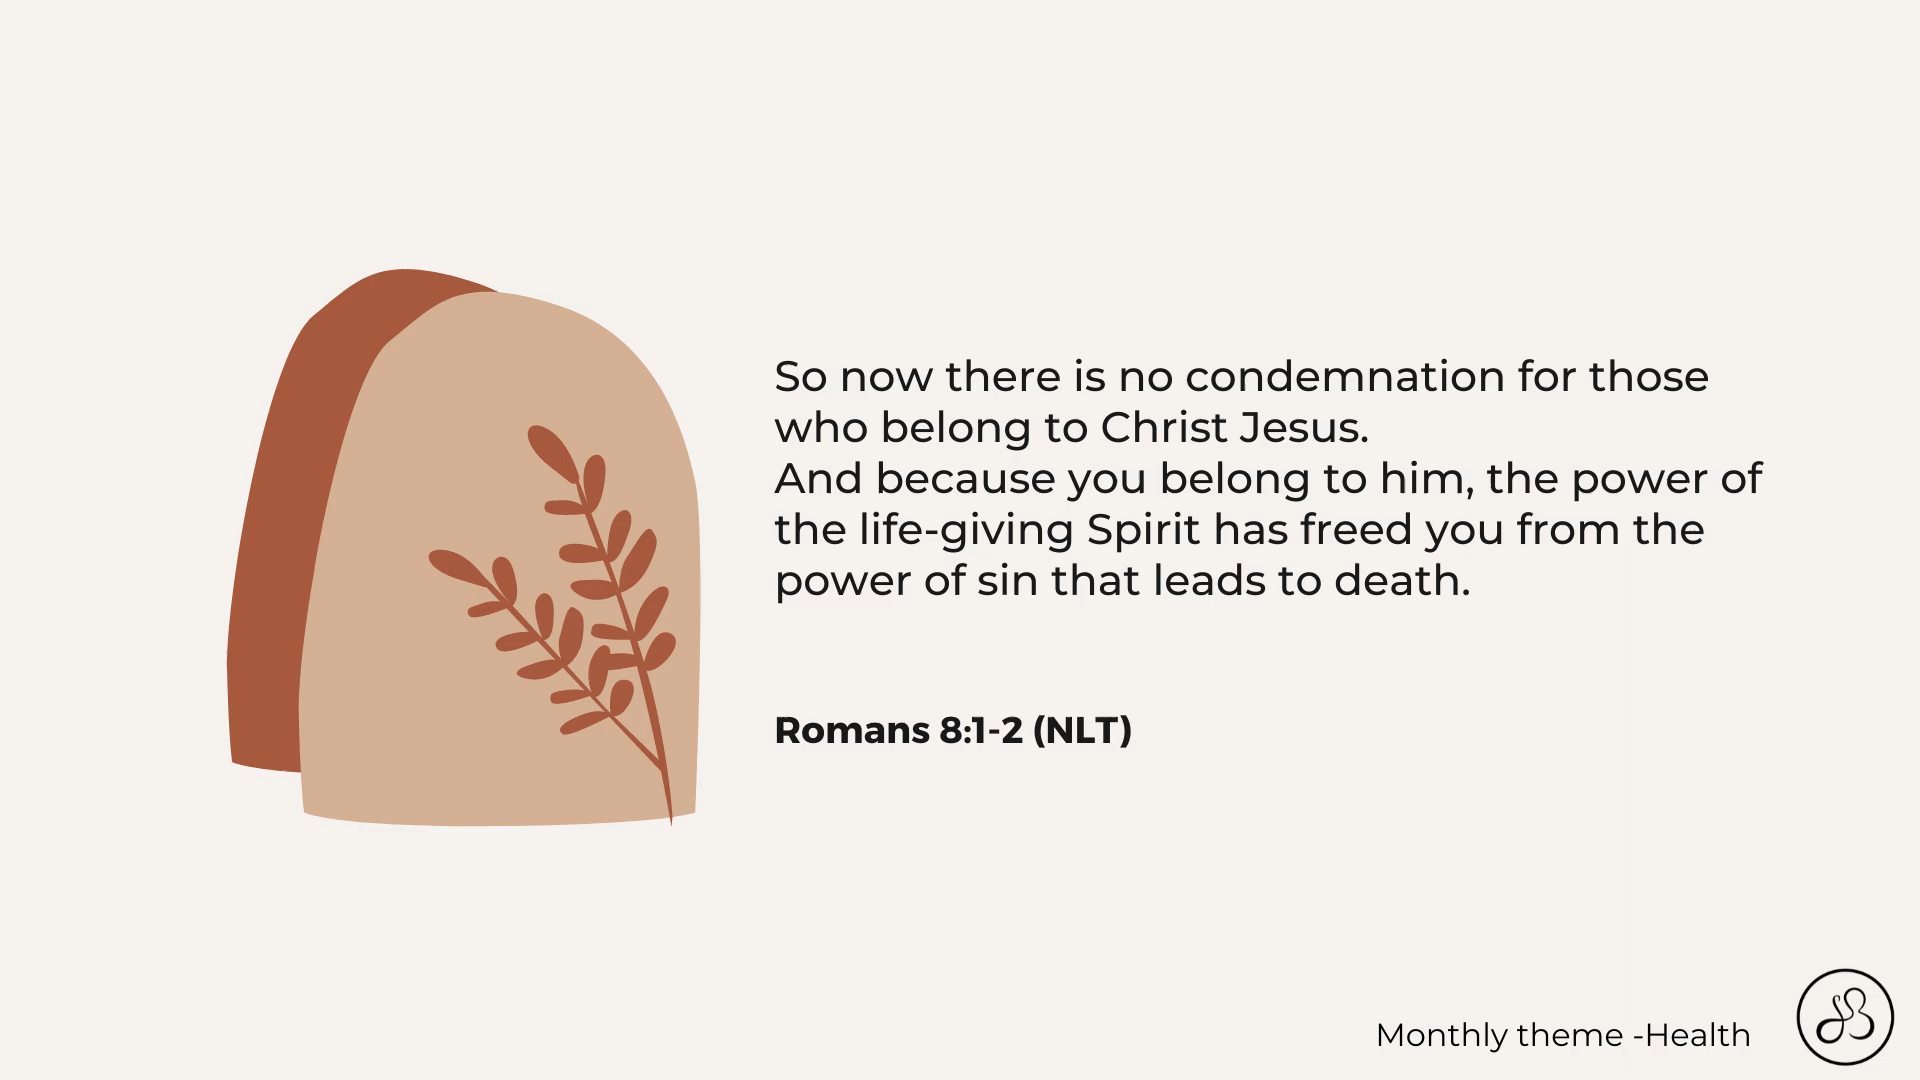 So now there is no condemnation for those
who belong to Christ Jesus.
And because you belong to him, the power of
the life-giving Spirit has freed you from the
power of sin that leads to death.
Romans 8:1-2 (NLT)
Monthly theme -Health